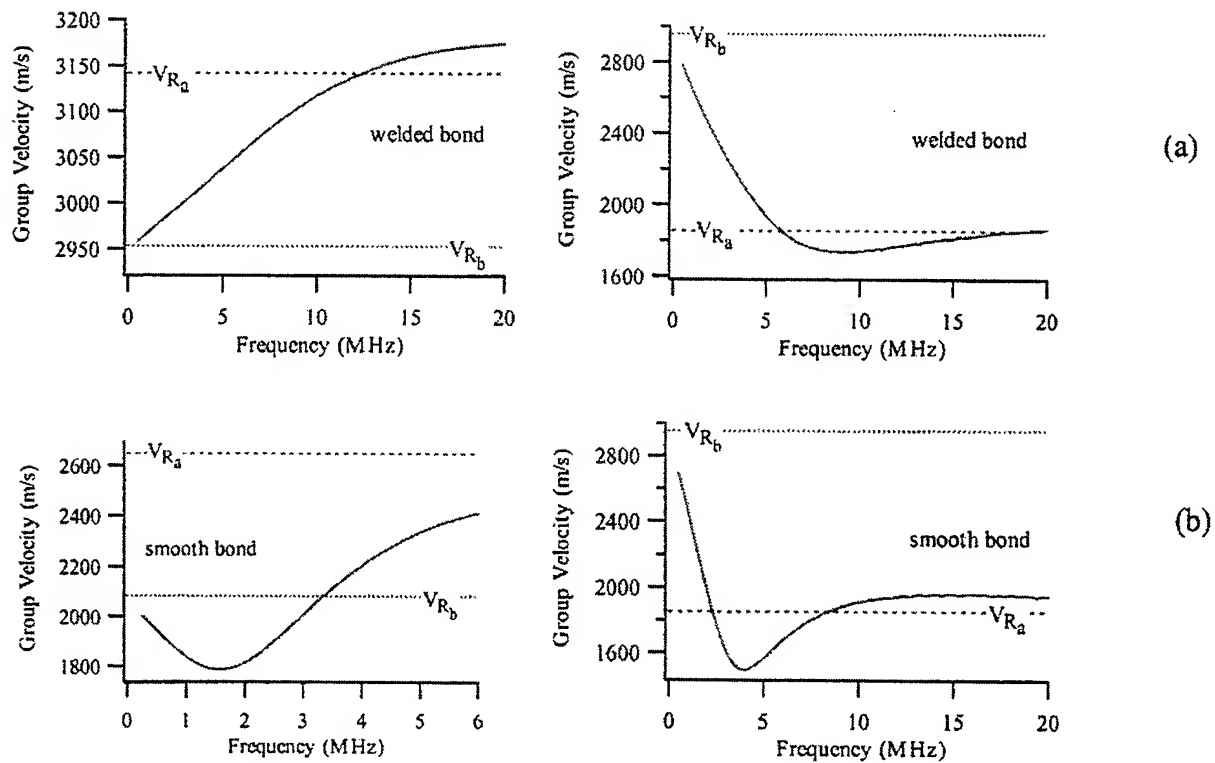 3200
3150
3100
3050
3000
2950
Group Velocity (m/s)
V_Ra
welded bond
V_Rb
0 5 10 15 20
Frequency (MHz)
2800
2400
2000
1600
Group Velocity (m/s)
V_Rb
welded bond
V_Ra
0 5 10 15 20
Frequency (MHz)
(a)
2600
2400
2200
2000
1800
Group Velocity (m/s)
V_Ra
smooth bond
V_Rb
0 1 2 3 4 5 6
Frequency (MHz)
2800
2400
2000
1600
Group Velocity (m/s)
V_Rb
smooth bond
V_Ra
0 5 10 15 20
Frequency (MHz)
(b)